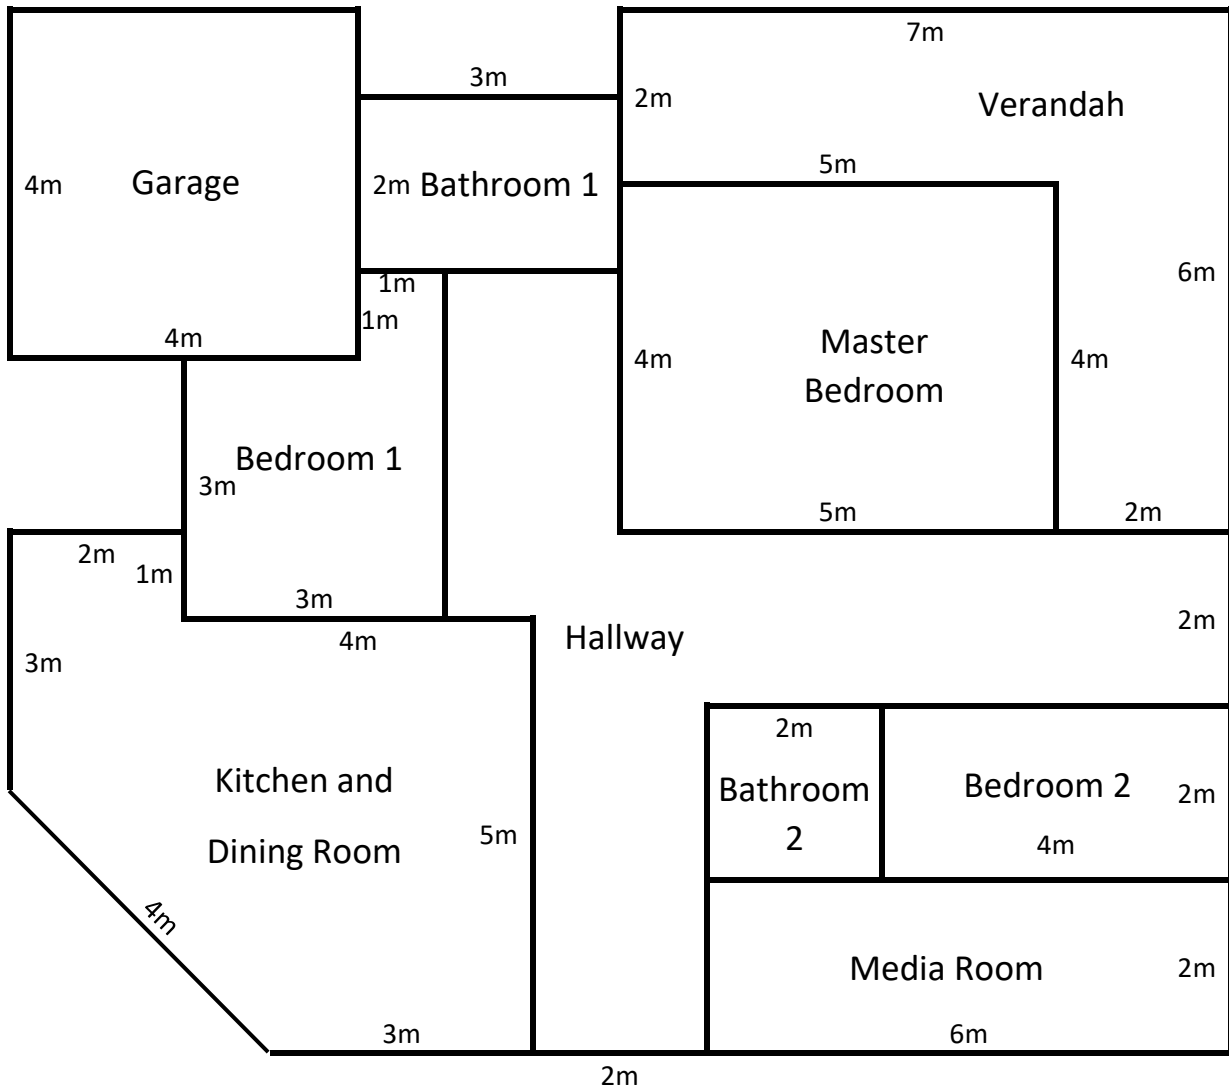 7m
3m
2m
Verandah
5m
4m
Garage
2m
Bathroom 1
6m
1m
1m
4m
Master
Bedroom
4m
4m
Bedroom 1
3m
5m
2m
2m
1m
3m
4m
Hallway
2m
3m
2m
Kitchen and
Dining Room
5m
Bathroom
2
Bedroom 2
2m
4m
4m
Media Room
2m
3m
6m
2m